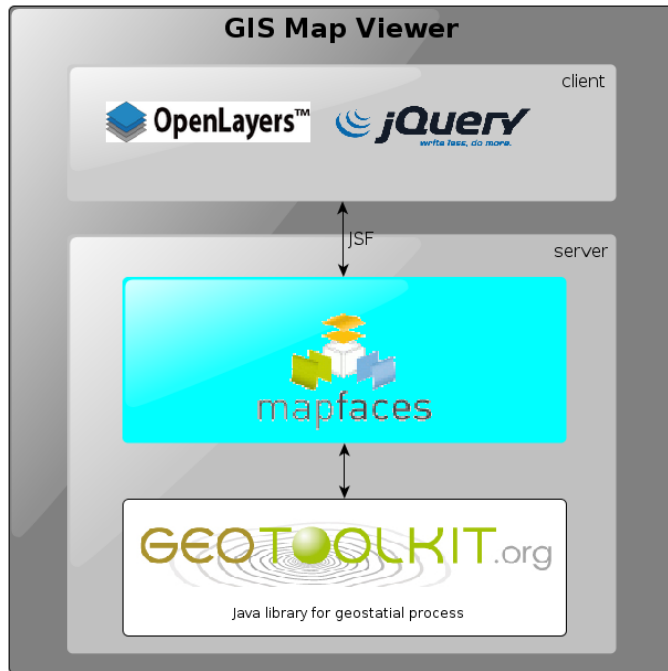 GIS Map Viewer
client
OpenLayers™
jQuery
write less, do more.
JSF
server
mapfaces
GEOTOOLKIT.org
Java library for geostatial process